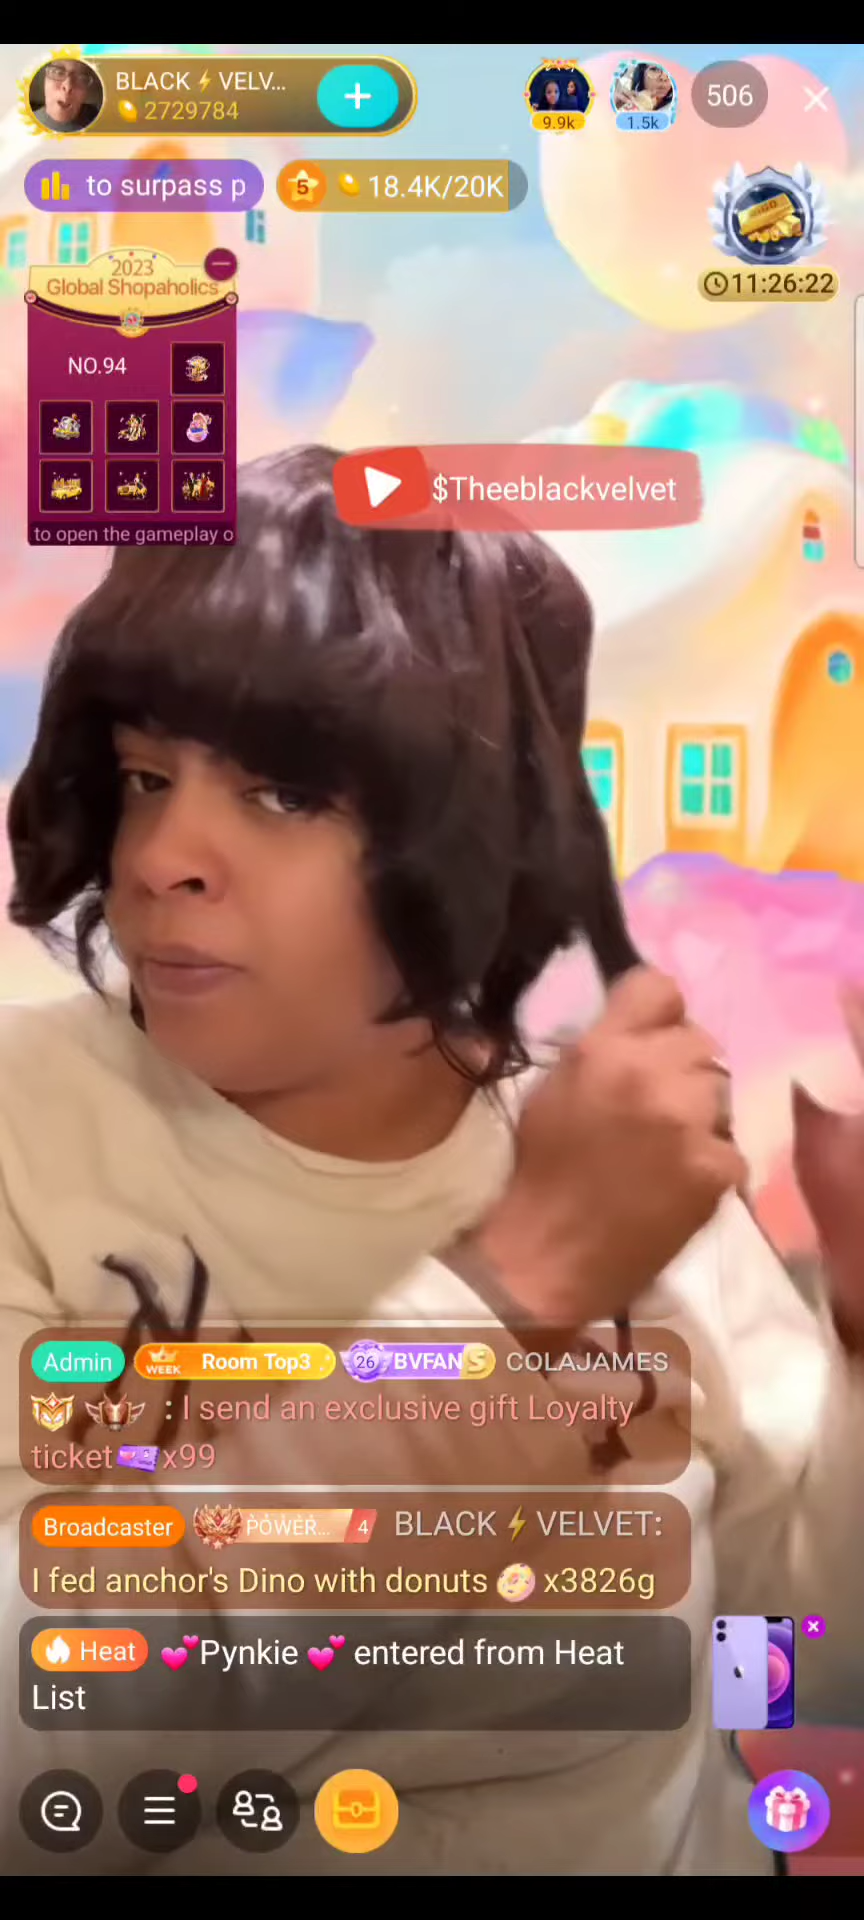 BLACK⚡VELV...
2729784
9.9k
1.5k
506
to surpass p
5
18.4K/20K
11:26:22
2023
Global Shopaholics
NO.94
to open the gameplay o
$Theeblackvelvet
Admin WEEK Room Top3 26 BVFAN S COLAJAMES
: I send an exclusive gift Loyalty
ticket x99
Broadcaster POWER... 4 BLACK⚡VELVET:
I fed anchor's Dino with donuts 🍩 x3826g
Heat 💕Pynkie 💕 entered from Heat
List